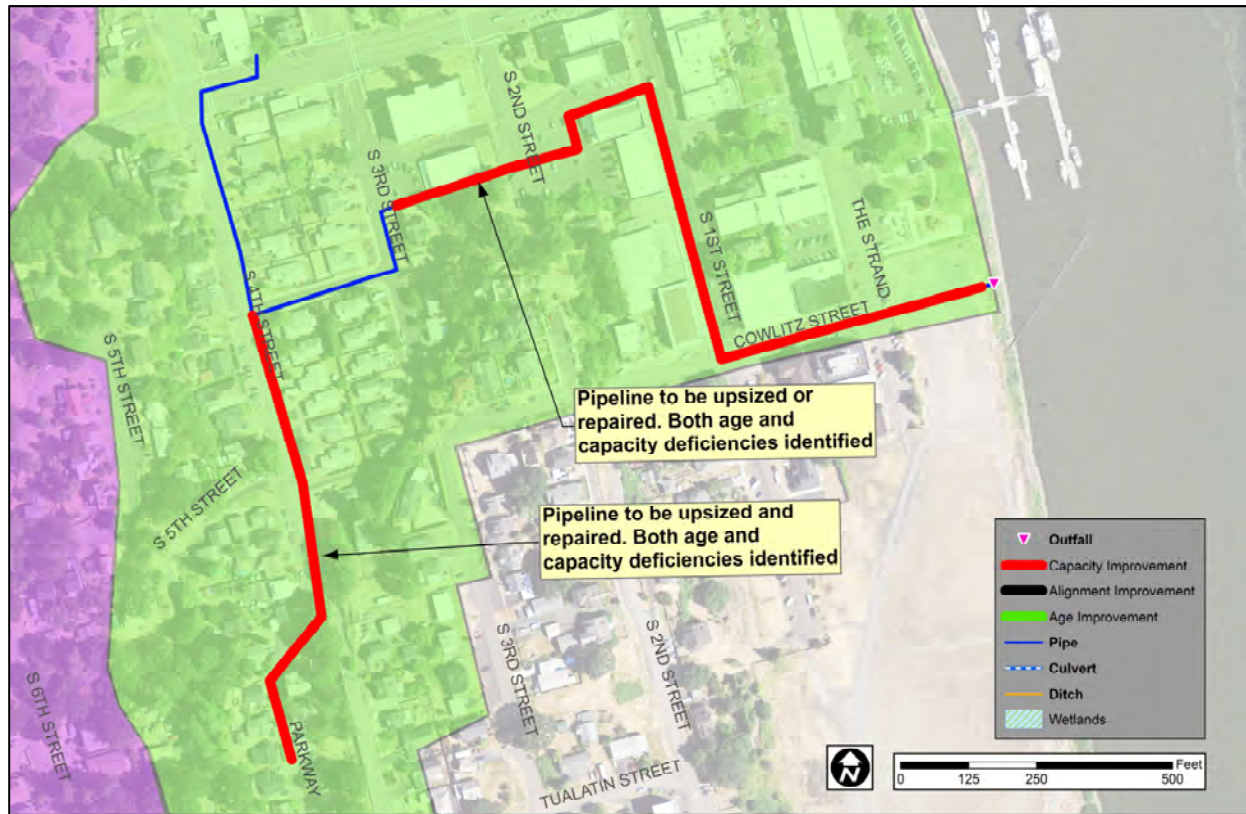 S 2ND STREET
S 3RD STREET
S 4TH STREET
S 1ST STREET
THE STRAND
COWLITZ STREET
S 5TH STREET
S 5TH STREET
S 6TH STREET
PARKWAY
S 3RD STREET
S 2ND STREET
TUALATIN STREET
Pipeline to be upsized or
repaired. Both age and
capacity deficiencies identified
Pipeline to be upsized and
repaired. Both age and
capacity deficiencies identified
Outfall
Capacity Improvement
Alignment Improvement
Age Improvement
Pipe
Culvert
Ditch
Wetlands
N
Feet
0 125 250 500